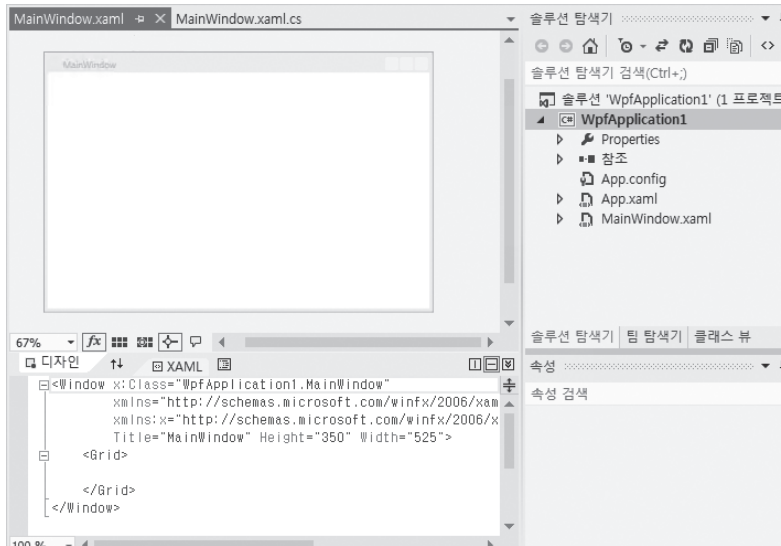 MainWindow.xaml
MainWindow.xaml.cs
MainWindow
67%
fx
디자인
XAML
<Window x:Class="WpfApplication1.MainWindow"
xmlns="http://schemas.microsoft.com/winfx/2006/xam
xmlns:x="http://schemas.microsoft.com/winfx/2006/x
Title="MainWindow" Height="350" Width="525">
<Grid>
</Grid>
</Window>
100 %
솔루션 탐색기
솔루션 탐색기 검색(Ctrl+;)
솔루션 'WpfApplication1' (1 프로젝트
C# WpfApplication1
Properties
참조
App.config
App.xaml
MainWindow.xaml
솔루션 탐색기 팀 탐색기 클래스 뷰
속성
속성 검색